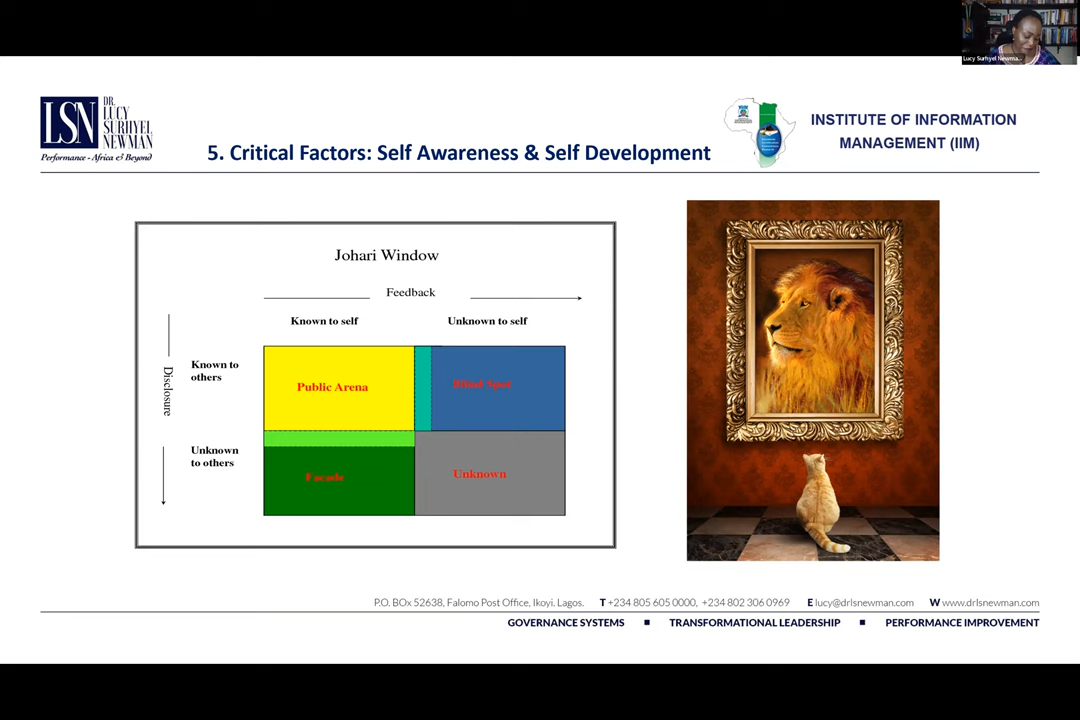 Lucy Surhyel Newma...
LSN
DR.
LUCY
SURHYEL
NEWMAN
Performance - Africa & Beyond
5. Critical Factors: Self Awareness & Self Development
INSTITUTE OF INFORMATION
MANAGEMENT (IIM)
Johari Window
Feedback
Known to self
Unknown to self
Disclosure
Known to
others
Public Arena
Blind Spot
Unknown
to others
Facade
Unknown
P.O. BOx 52638, Falomo Post Office, Ikoyi, Lagos. T +234 805 605 0000, +234 802 306 0969 E lucy@drlsnewman.com W www.drlsnewman.com
GOVERNANCE SYSTEMS ■ TRANSFORMATIONAL LEADERSHIP ■ PERFORMANCE IMPROVEMENT